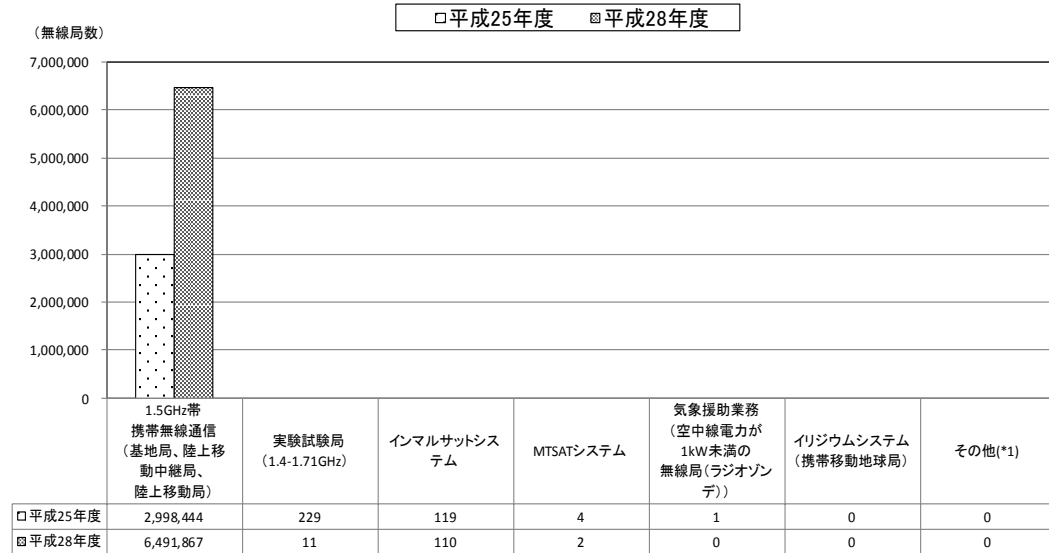 □平成25年度 ▩平成28年度
(無線局数)
7,000,000
6,000,000
5,000,000
4,000,000
3,000,000
2,000,000
1,000,000
0
1.5GHz帯
携帯無線通信
(基地局、陸上移
動中継局、
陸上移動局)
実験試験局
(1.4-1.71GHz)
インマルサットシス
テム
MTSATシステム
気象援助業務
(空中線電力が
1kW未満の
無線局(ラジオゾン
デ))
イリジウムシステム
(携帯移動地球局)
その他(*1)
□平成25年度 2,998,444 229 119 4 1 0 0
▩平成28年度 6,491,867 11 110 2 0 0 0